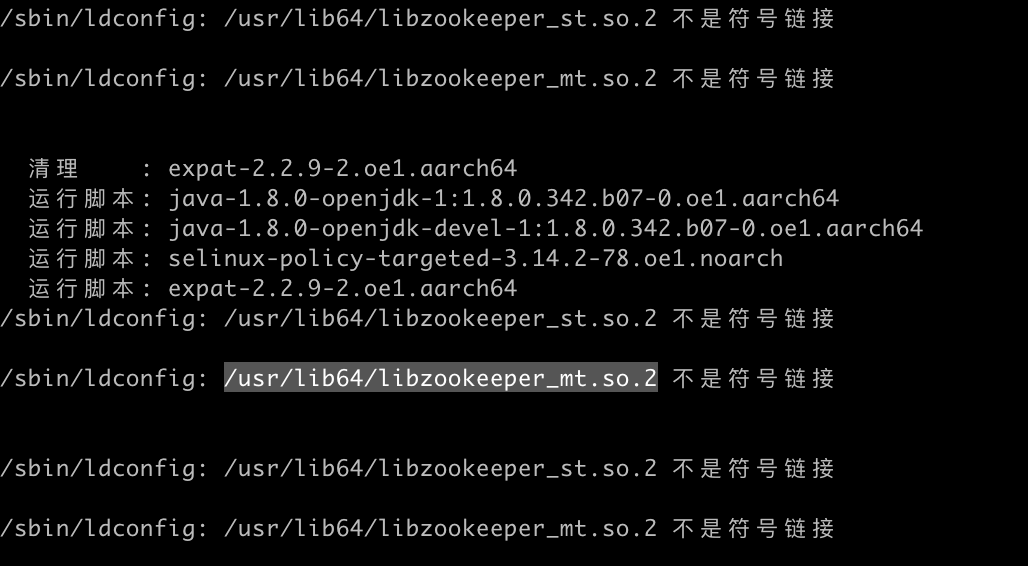 /sbin/ldconfig: /usr/lib64/libzookeeper_st.so.2 不是符号链接
/sbin/ldconfig: /usr/lib64/libzookeeper_mt.so.2 不是符号链接
清理    : expat-2.2.9-2.oe1.aarch64
运行脚本: java-1.8.0-openjdk-1:1.8.0.342.b07-0.oe1.aarch64
运行脚本: java-1.8.0-openjdk-devel-1:1.8.0.342.b07-0.oe1.aarch64
运行脚本: selinux-policy-targeted-3.14.2-78.oe1.noarch
运行脚本: expat-2.2.9-2.oe1.aarch64
/sbin/ldconfig: /usr/lib64/libzookeeper_st.so.2 不是符号链接
/sbin/ldconfig: /usr/lib64/libzookeeper_mt.so.2 不是符号链接
/sbin/ldconfig: /usr/lib64/libzookeeper_st.so.2 不是符号链接
/sbin/ldconfig: /usr/lib64/libzookeeper_mt.so.2 不是符号链接